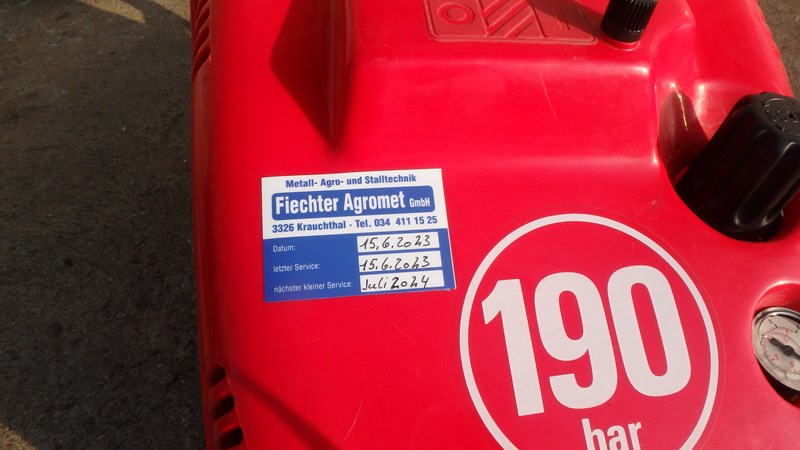 Metall- Agro- und Stalltechnik
Fiechter Agromet GmbH
3326 Krauchthal - Tel. 034 411 15 25
Datum: 15.6.2023
letzter Service: 15.6.2023
nächster kleiner Service: Juli 2024
190
bar